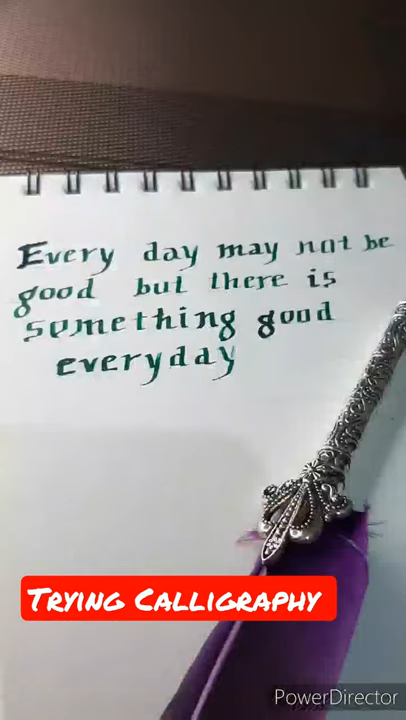 Every day may not be
good but there is
something good
everyday
TRYING CALLIGRAPHY
PowerDirector